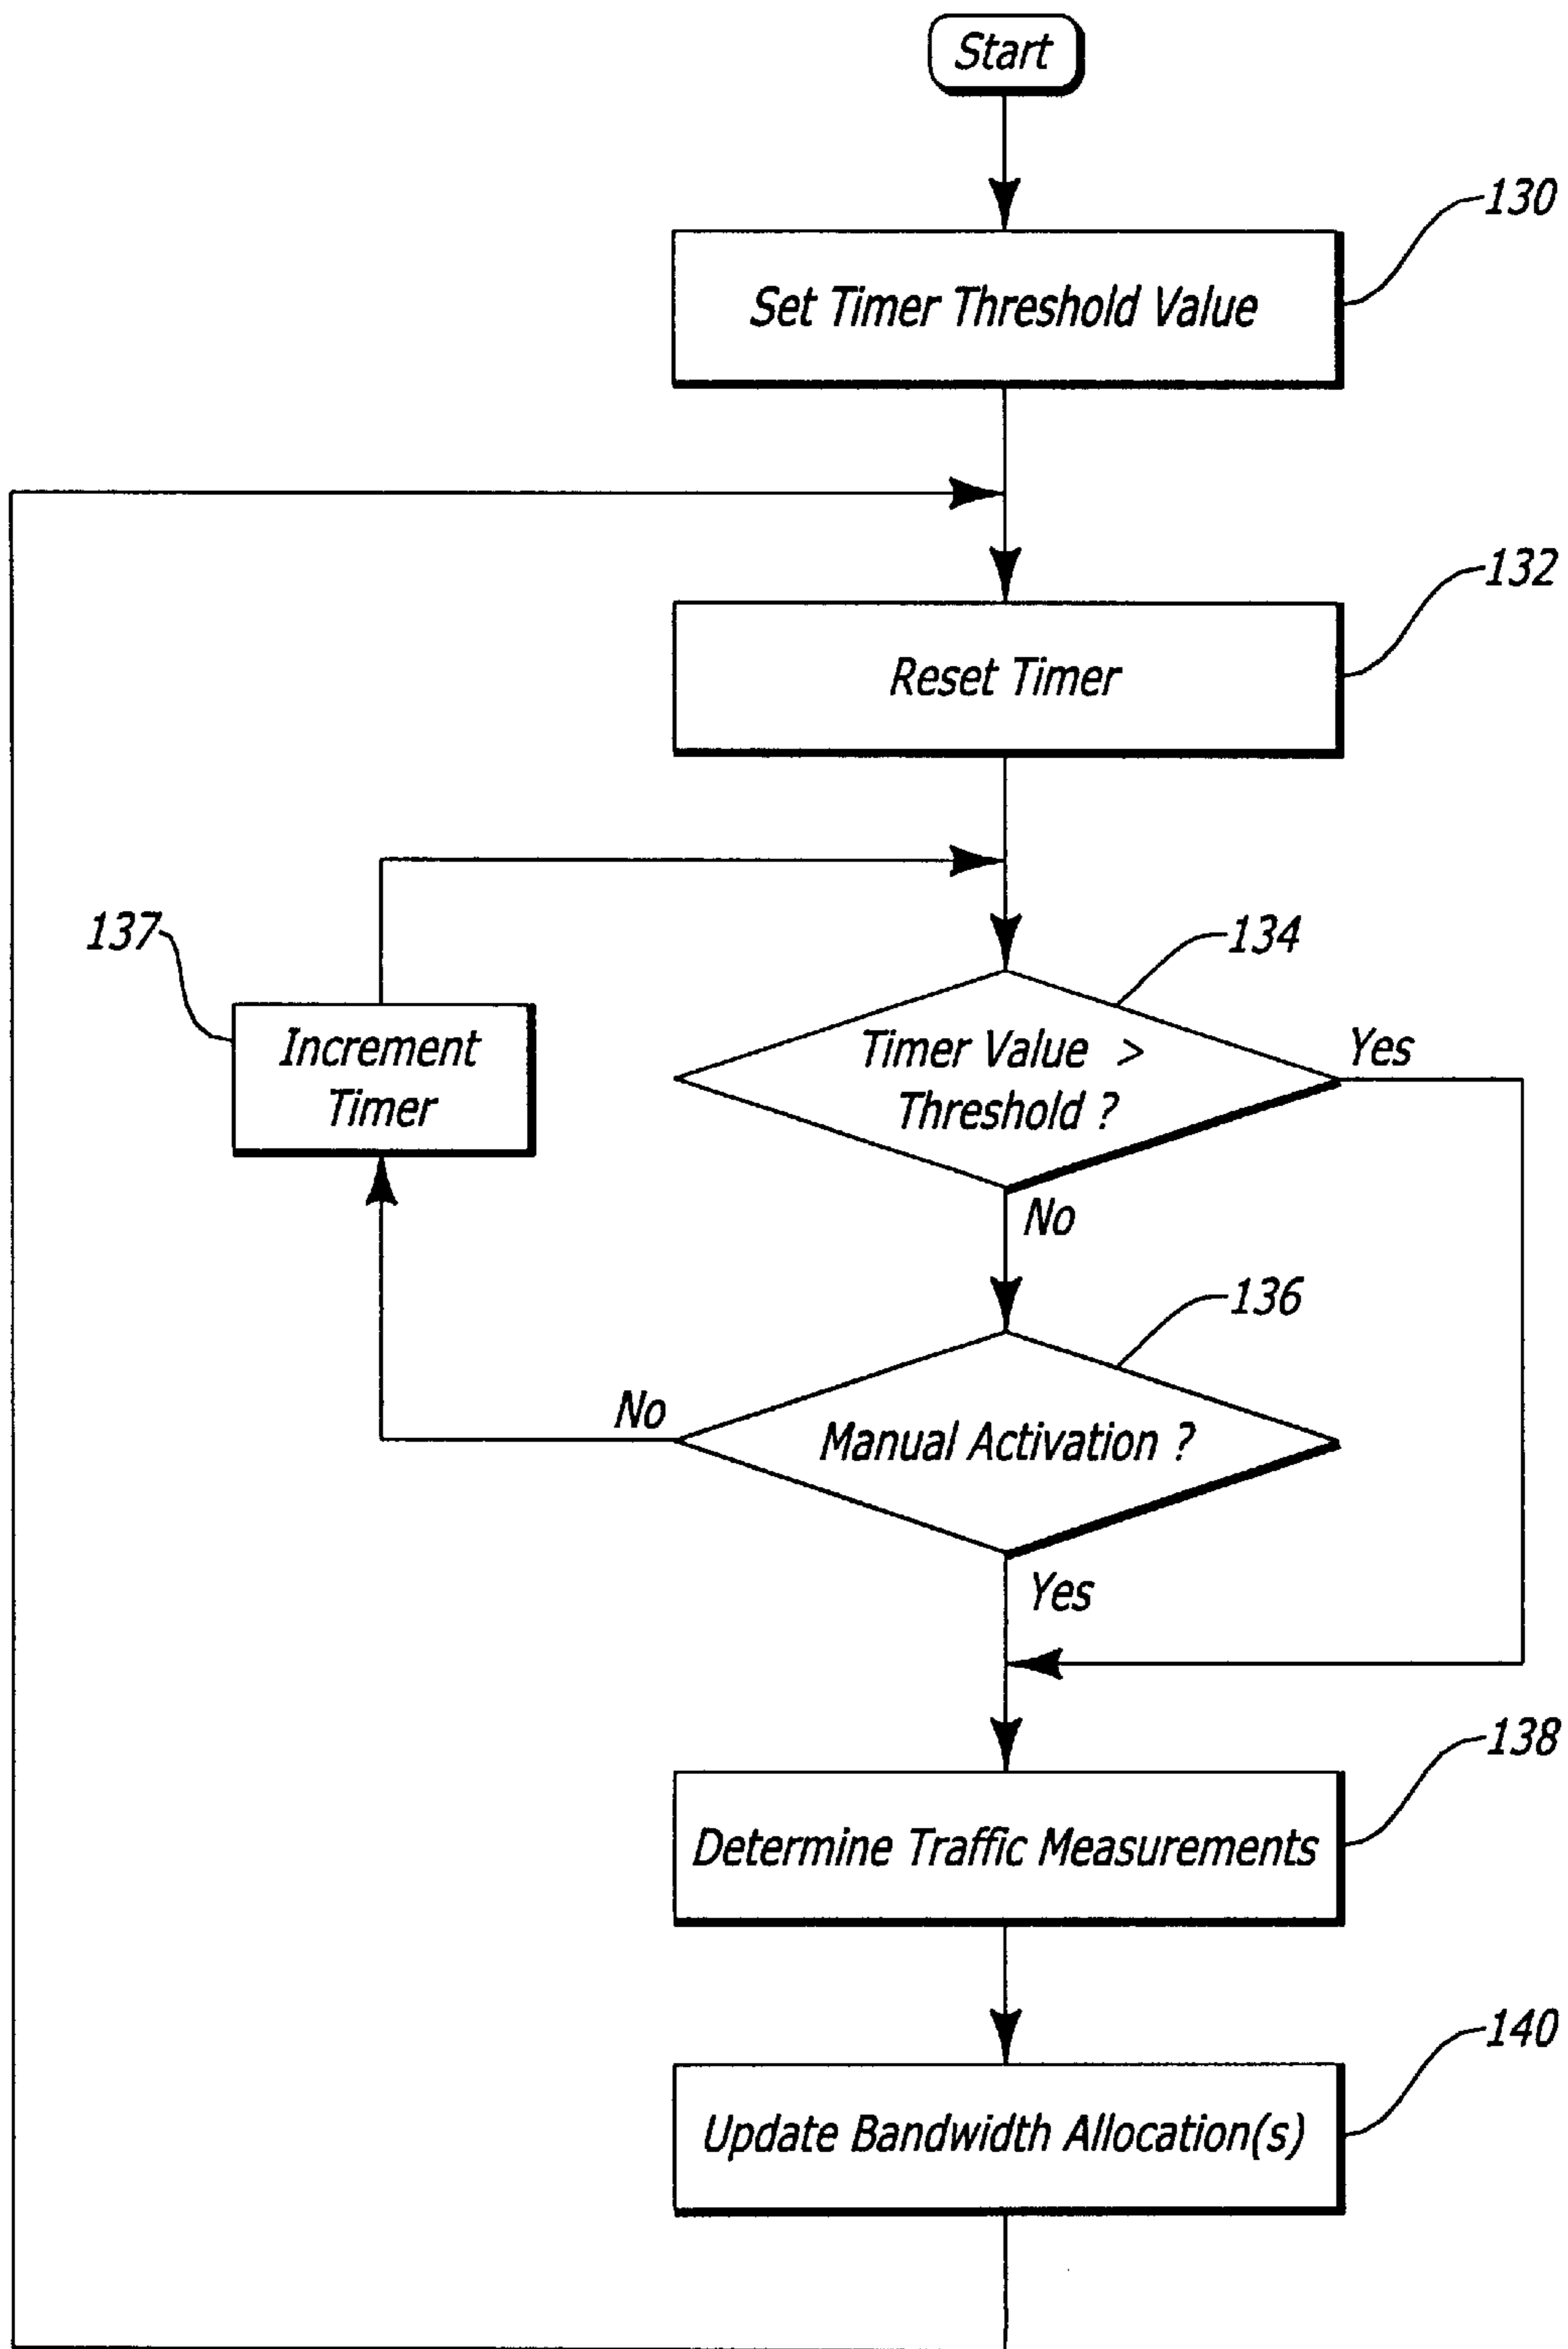 Start
130
Set Timer Threshold Value
132
Reset Timer
137
134
Increment
Timer
Timer Value >
Threshold ?
Yes
No
136
No
Manual Activation ?
Yes
138
Determine Traffic Measurements
140
Update Bandwidth Allocation(s)